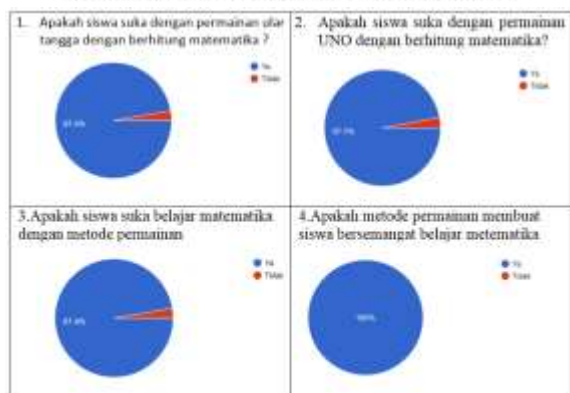 1. Apakah siswa suka dengan permainan ular
tangga dengan berhitung matematika ?
Ya
Tidak
2. Apakah siswa suka dengan permainan
UNO dengan berhitung matematika?
Ya
Tidak
3.Apakah siswa suka belajar matematika
dengan metode permainan
Ya
Tidak
4.Apakah metode permainan membuat
siswa bersemangat belajar metematika
Ya
Tidak
100%